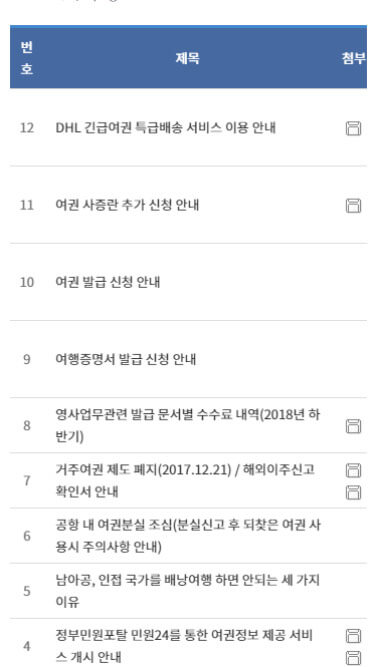 번
호
제목
첨부
12 DHL 긴급여권 특급배송 서비스 이용 안내
11 여권 사증란 추가 신청 안내
10 여권 발급 신청 안내
9 여행증명서 발급 신청 안내
8 영사업무관련 발급 문서별 수수료 내역(2018년 하
반기)
7 거주여권 제도 폐지(2017.12.21) / 해외이주신고
확인서 안내
6 공항 내 여권분실 조심(분실신고 후 되찾은 여권 사
용시 주의사항 안내)
5 남아공, 인접 국가를 배낭여행 하면 안되는 세 가지
이유
4 정부민원포탈 민원24를 통한 여권정보 제공 서비
스 개시 안내